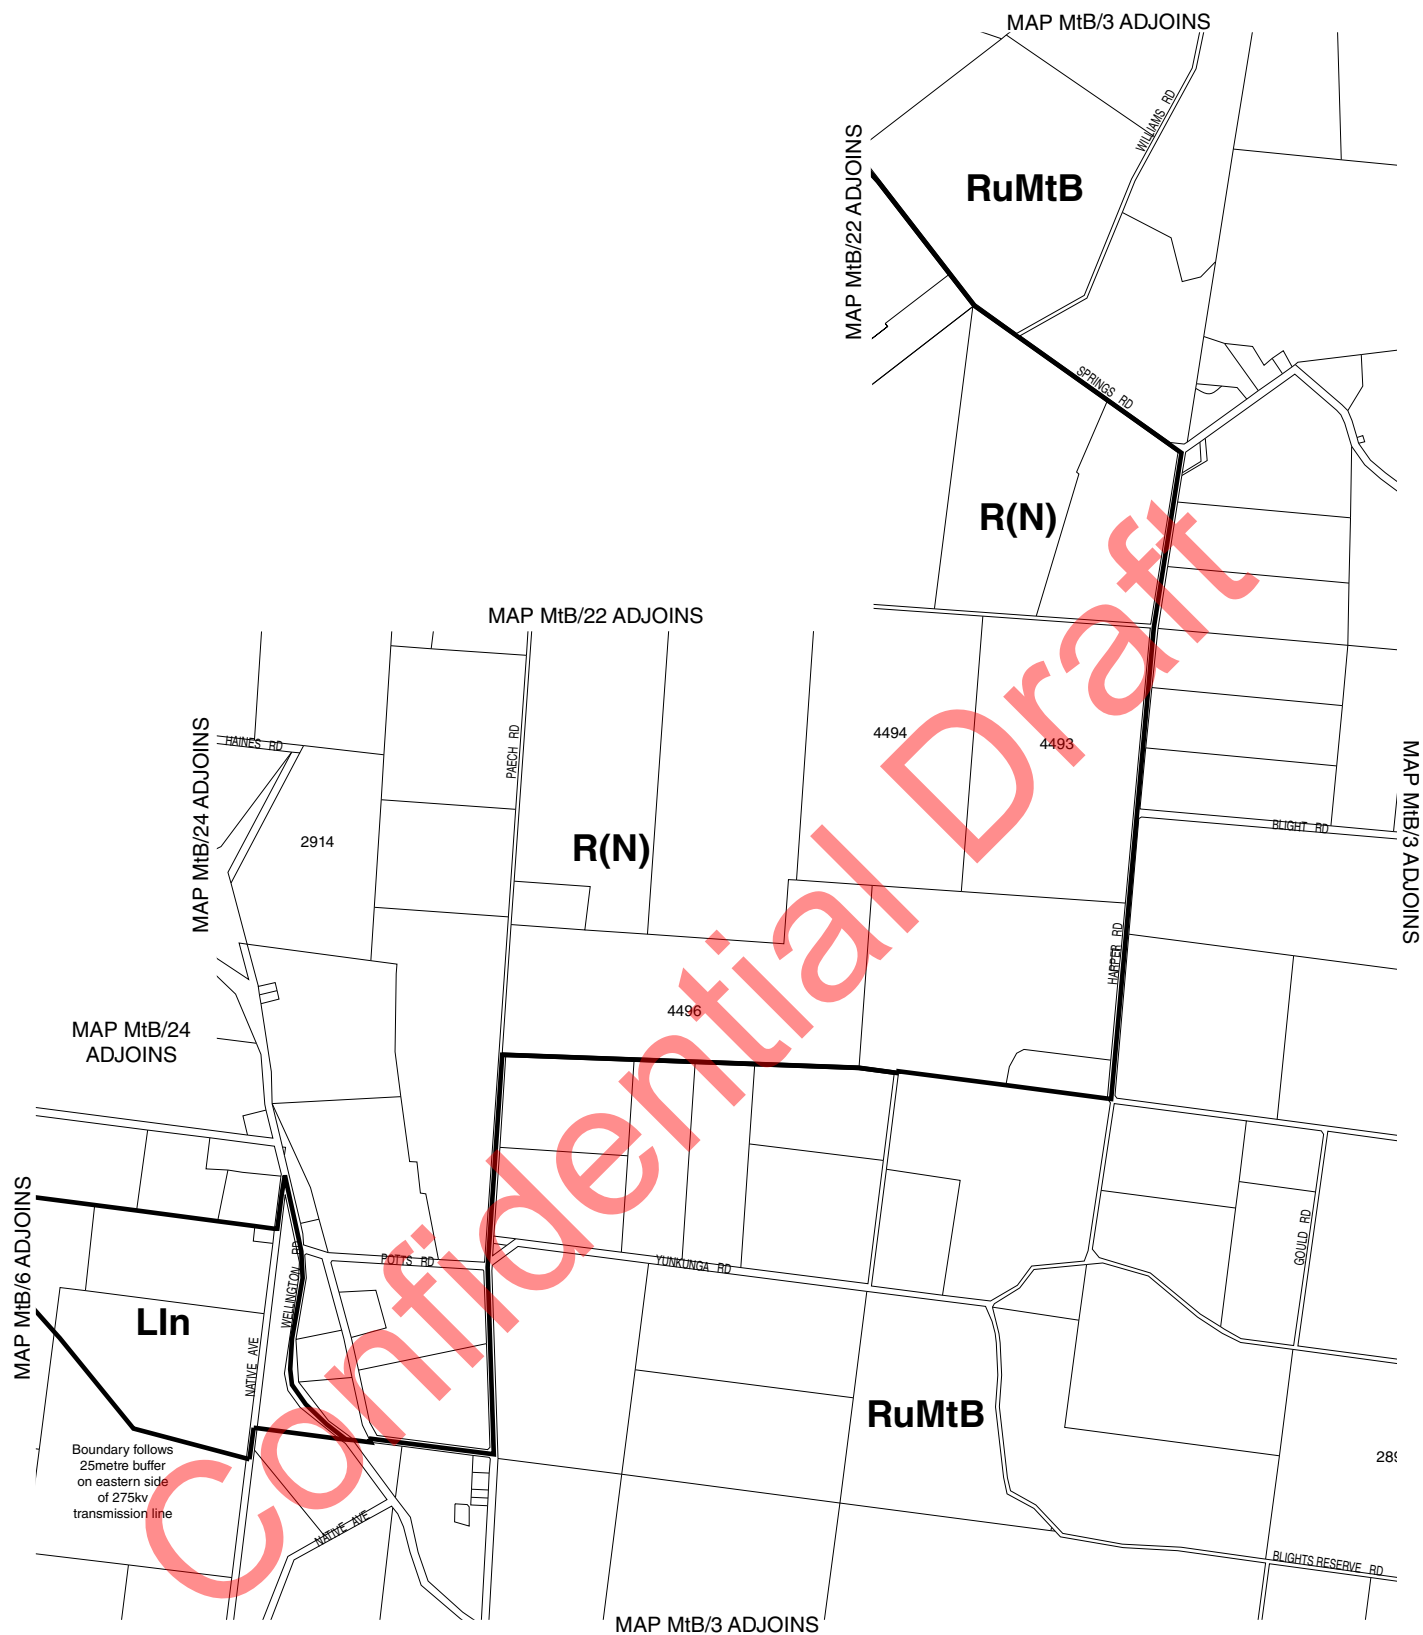 MAP MtB/3 ADJOINS
WILLIAMS RD
MAP MtB/22 ADJOINS
RuMtB
SPRINGS RD
R(N)
MAP MtB/22 ADJOINS
HAINES RD
PAECH RD
4494
4493
MAP MtB/24 ADJOINS
MAP MtB/3 ADJOINS
BLIGHT RD
2914
R(N)
HARPER RD
4496
MAP MtB/24
ADJOINS
MAP MtB/6 ADJOINS
POTTS RD
YUNKUNGA RD
GOULD RD
WELLINGTON RD
LIn
NATIVE AVE
RuMtB
Boundary follows
25metre buffer
on eastern side
of 275kv
transmission line
289
NATIVE AVE
BLIGHTS RESERVE RD
MAP MtB/3 ADJOINS
Confidential Draft